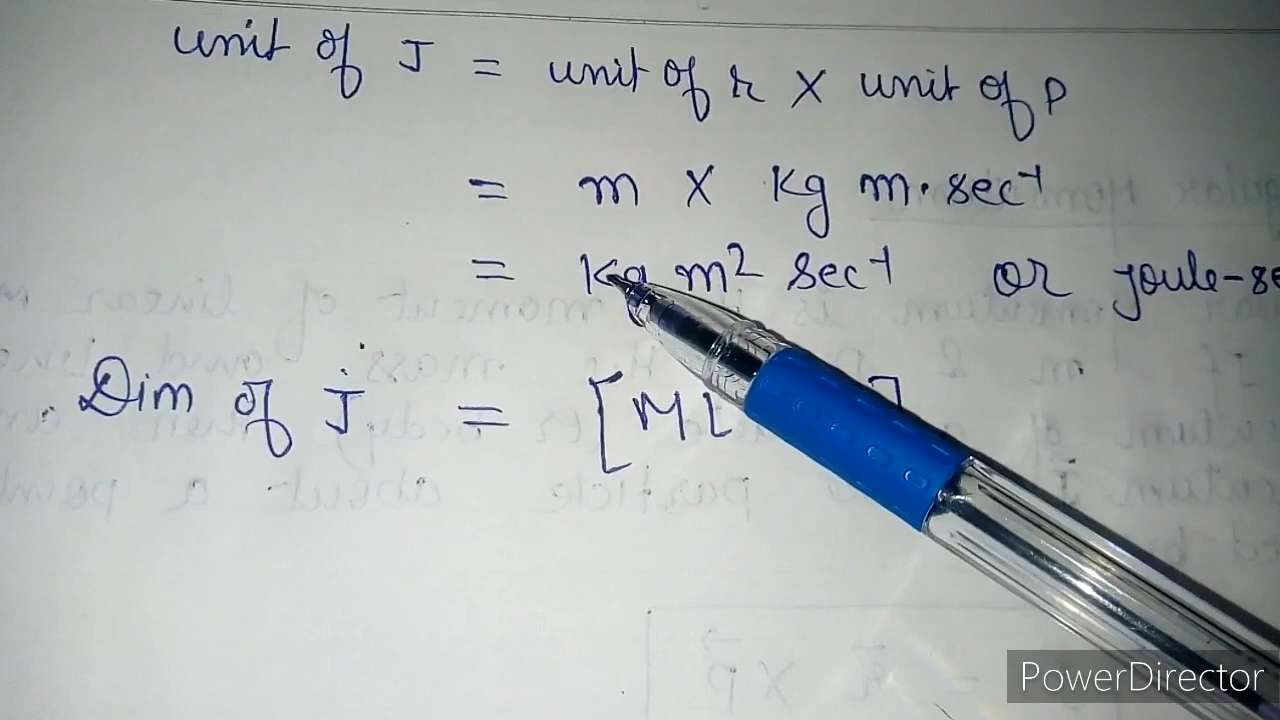 unit of J = unit of r X unit of P
= m X kg m. sec⁻¹
= kg m² sec⁻¹ or joule-se
Dim of J = [ML
PowerDirector